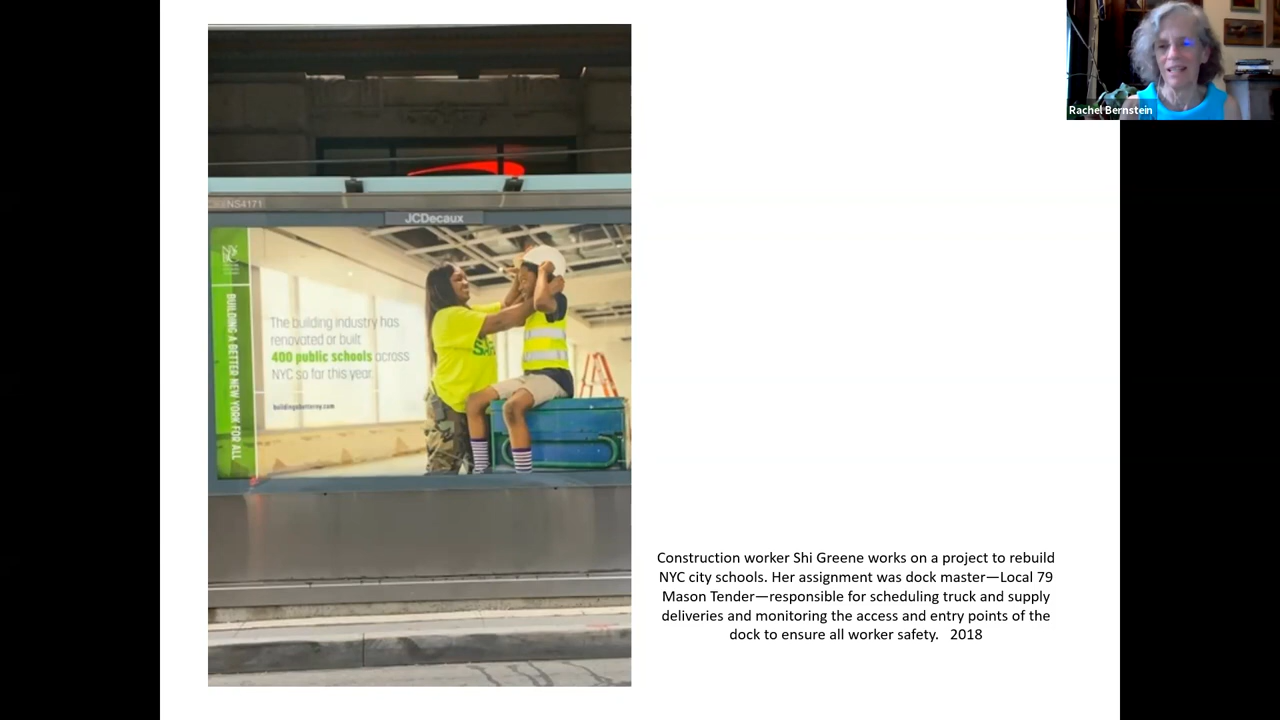 Rachel Bernstein
NS4171
JCDecaux
BUILDING A BETTER NEW YORK FOR ALL
The building industry has
renovated or built
400 public schools across
NYC so far this year.
buildingabetterny.com
SAF
Construction worker Shi Greene works on a project to rebuild
NYC city schools. Her assignment was dock master—Local 79
Mason Tender—responsible for scheduling truck and supply
deliveries and monitoring the access and entry points of the
dock to ensure all worker safety.   2018